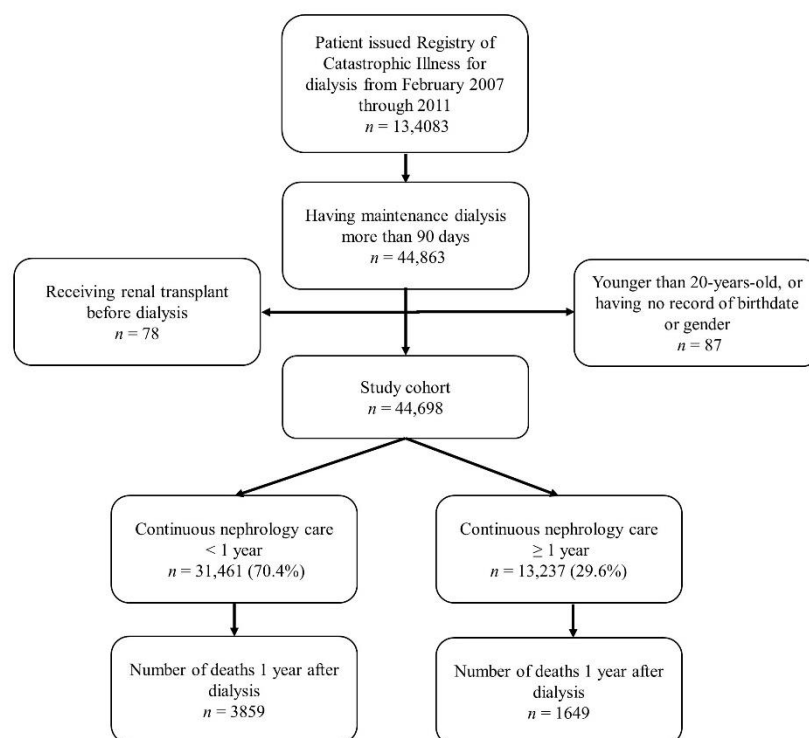 Patient issued Registry of
Catastrophic Illness for
dialysis from February 2007
through 2011
n = 13,4083
Having maintenance dialysis
more than 90 days
n = 44,863
Receiving renal transplant
before dialysis
n = 78
Younger than 20-years-old, or
having no record of birthdate
or gender
n = 87
Study cohort
n = 44,698
Continuous nephrology care
< 1 year
n = 31,461 (70.4%)
Continuous nephrology care
≥ 1 year
n = 13,237 (29.6%)
Number of deaths 1 year after
dialysis
n = 3859
Number of deaths 1 year after
dialysis
n = 1649